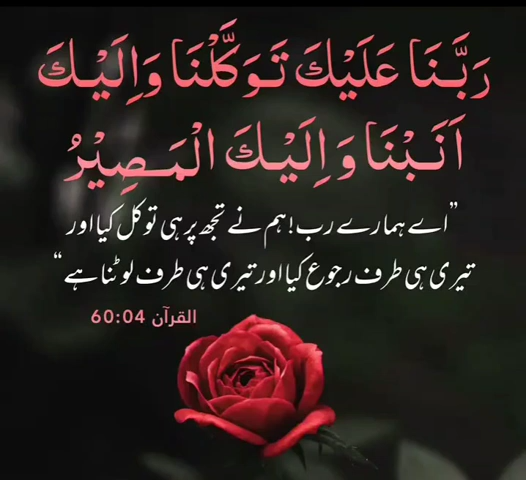 رَبَّنَا عَلَيْكَ تَوَكَّلْنَا وَاِلَيْكَ
اَنَبْنَا وَاِلَيْكَ الْمَصِيْرُ
”اے ہمارے رب! ہم نے تجھ پر ہی توکل کیا اور
تیری ہی طرف رجوع کیا اور تیری ہی طرف لوٹنا ہے“
القرآن 60:04